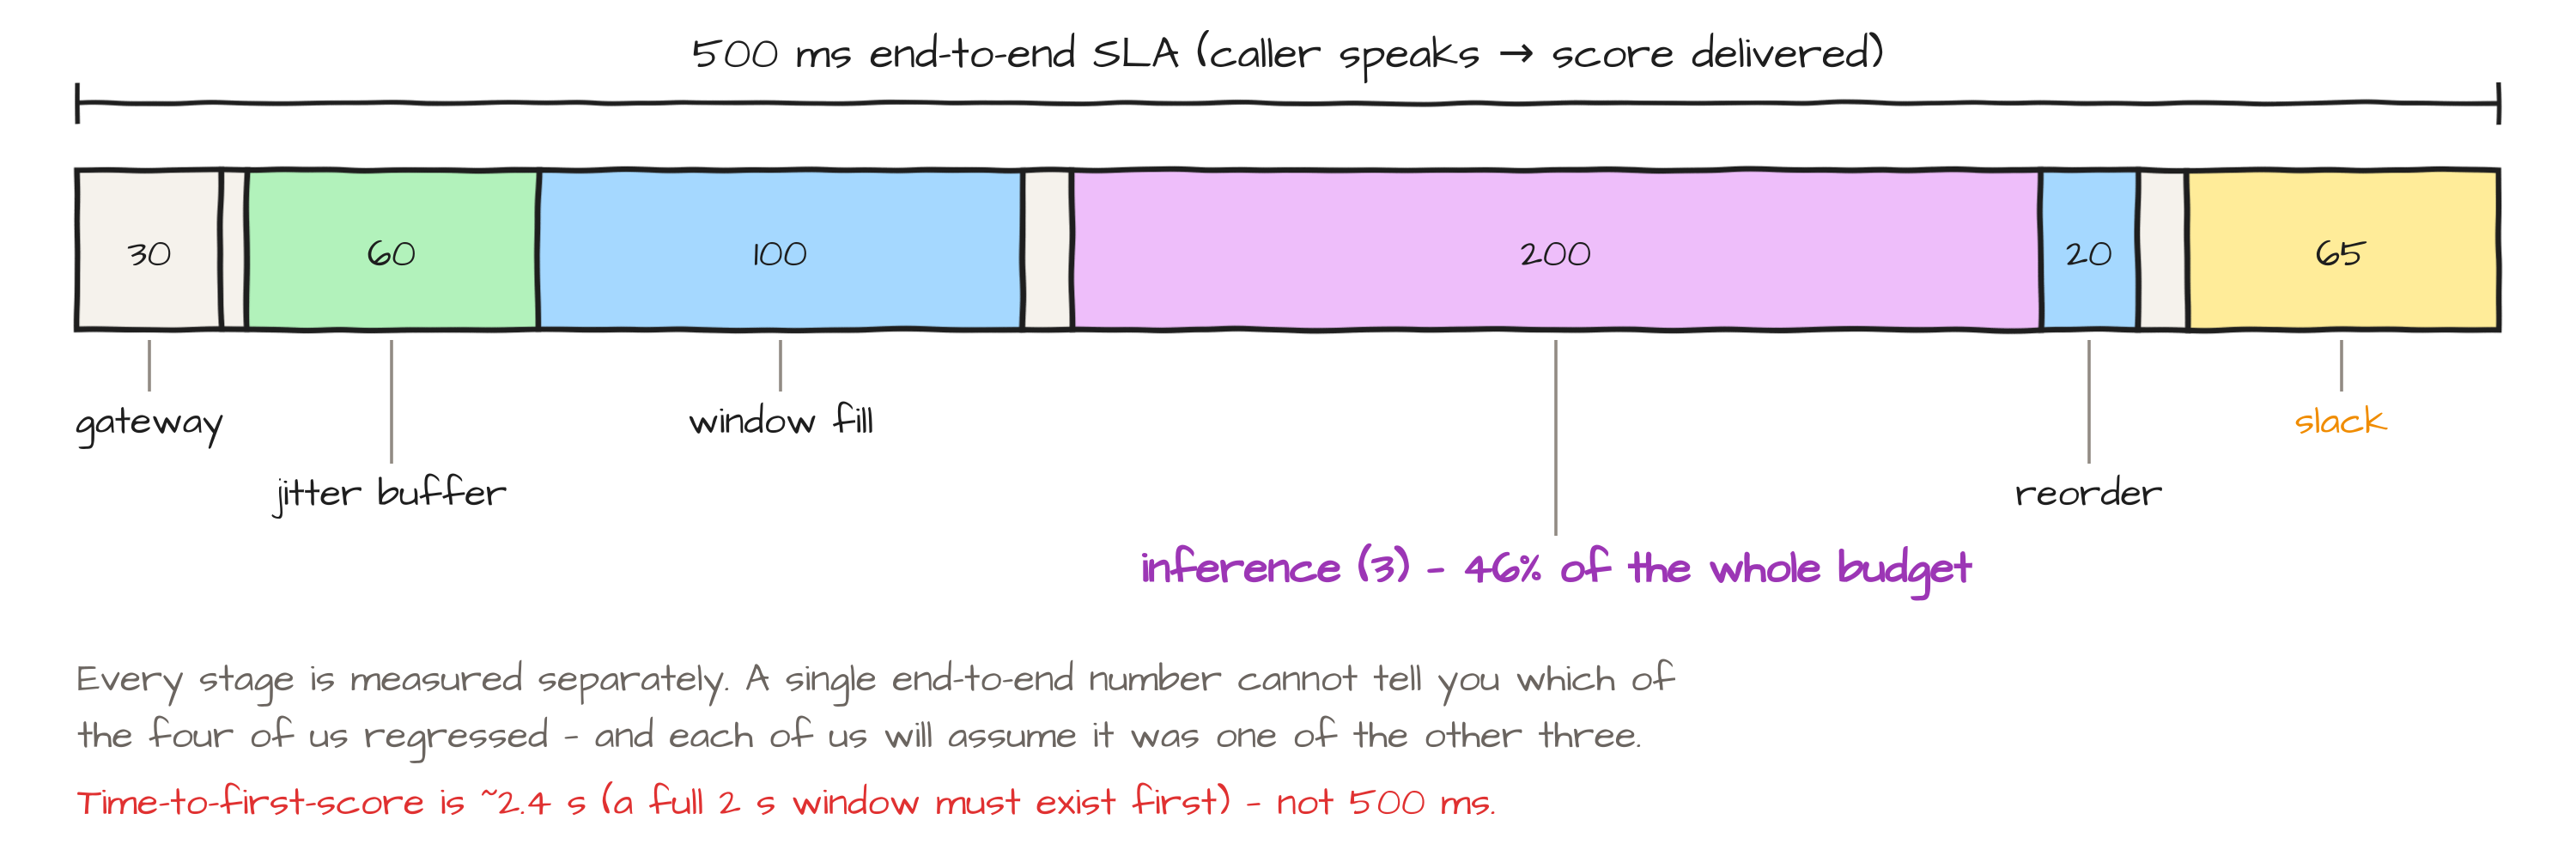 500 ms end-to-end SLA (caller speaks → score delivered)
30
60
100
200
20
65
gateway
window fill
slack
jitter buffer
reorder
inference (3) - 46% of the whole budget
Every stage is measured separately. A single end-to-end number cannot tell you which of
the four of us regressed - and each of us will assume it was one of the other three.
Time-to-first-score is ~2.4 s (a full 2 s window must exist first) - not 500 ms.